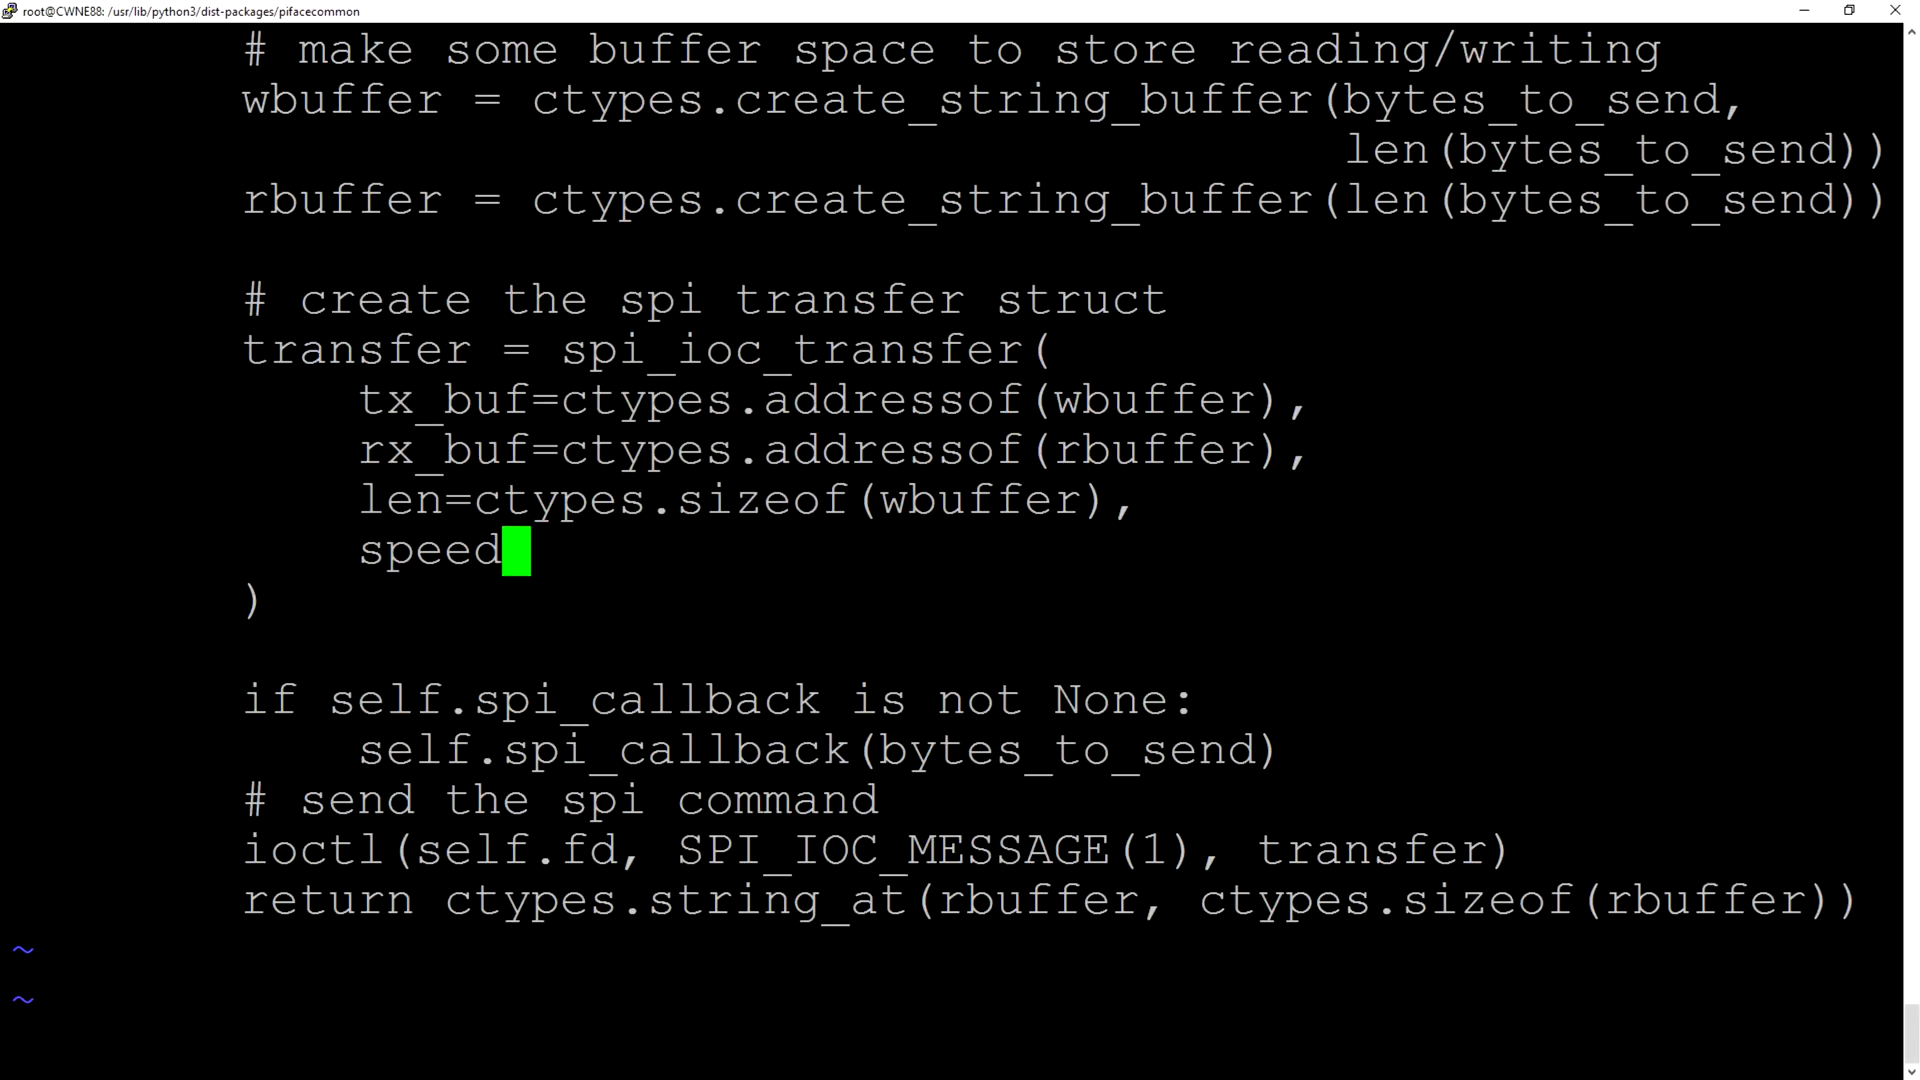 root@CWNE88: /usr/lib/python3/dist-packages/pifacecommon
# make some buffer space to store reading/writing
wbuffer = ctypes.create_string_buffer(bytes_to_send,
len(bytes_to_send))
rbuffer = ctypes.create_string_buffer(len(bytes_to_send))
# create the spi transfer struct
transfer = spi_ioc_transfer(
tx_buf=ctypes.addressof(wbuffer),
rx_buf=ctypes.addressof(rbuffer),
len=ctypes.sizeof(wbuffer),
speed
)
if self.spi_callback is not None:
self.spi_callback(bytes_to_send)
# send the spi command
ioctl(self.fd, SPI_IOC_MESSAGE(1), transfer)
return ctypes.string_at(rbuffer, ctypes.sizeof(rbuffer))
~
~